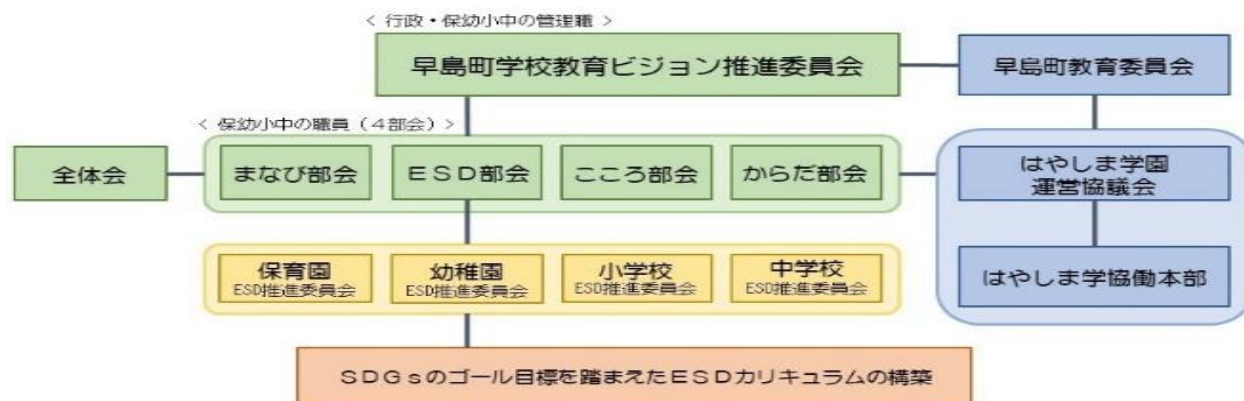 < 行政・保幼小中の管理職 >
早島町学校教育ビジョン推進委員会
早島町教育委員会
< 保幼小中の職員（４部会）>
全体会
まなび部会
ＥＳＤ部会
こころ部会
からだ部会
はやしま学園
運営協議会
保育園
ESD推進委員会
幼稚園
ESD推進委員会
小学校
ESD推進委員会
中学校
ESD推進委員会
はやしま学協働本部
ＳＤＧｓのゴール目標を踏まえたＥＳＤカリキュラムの構築